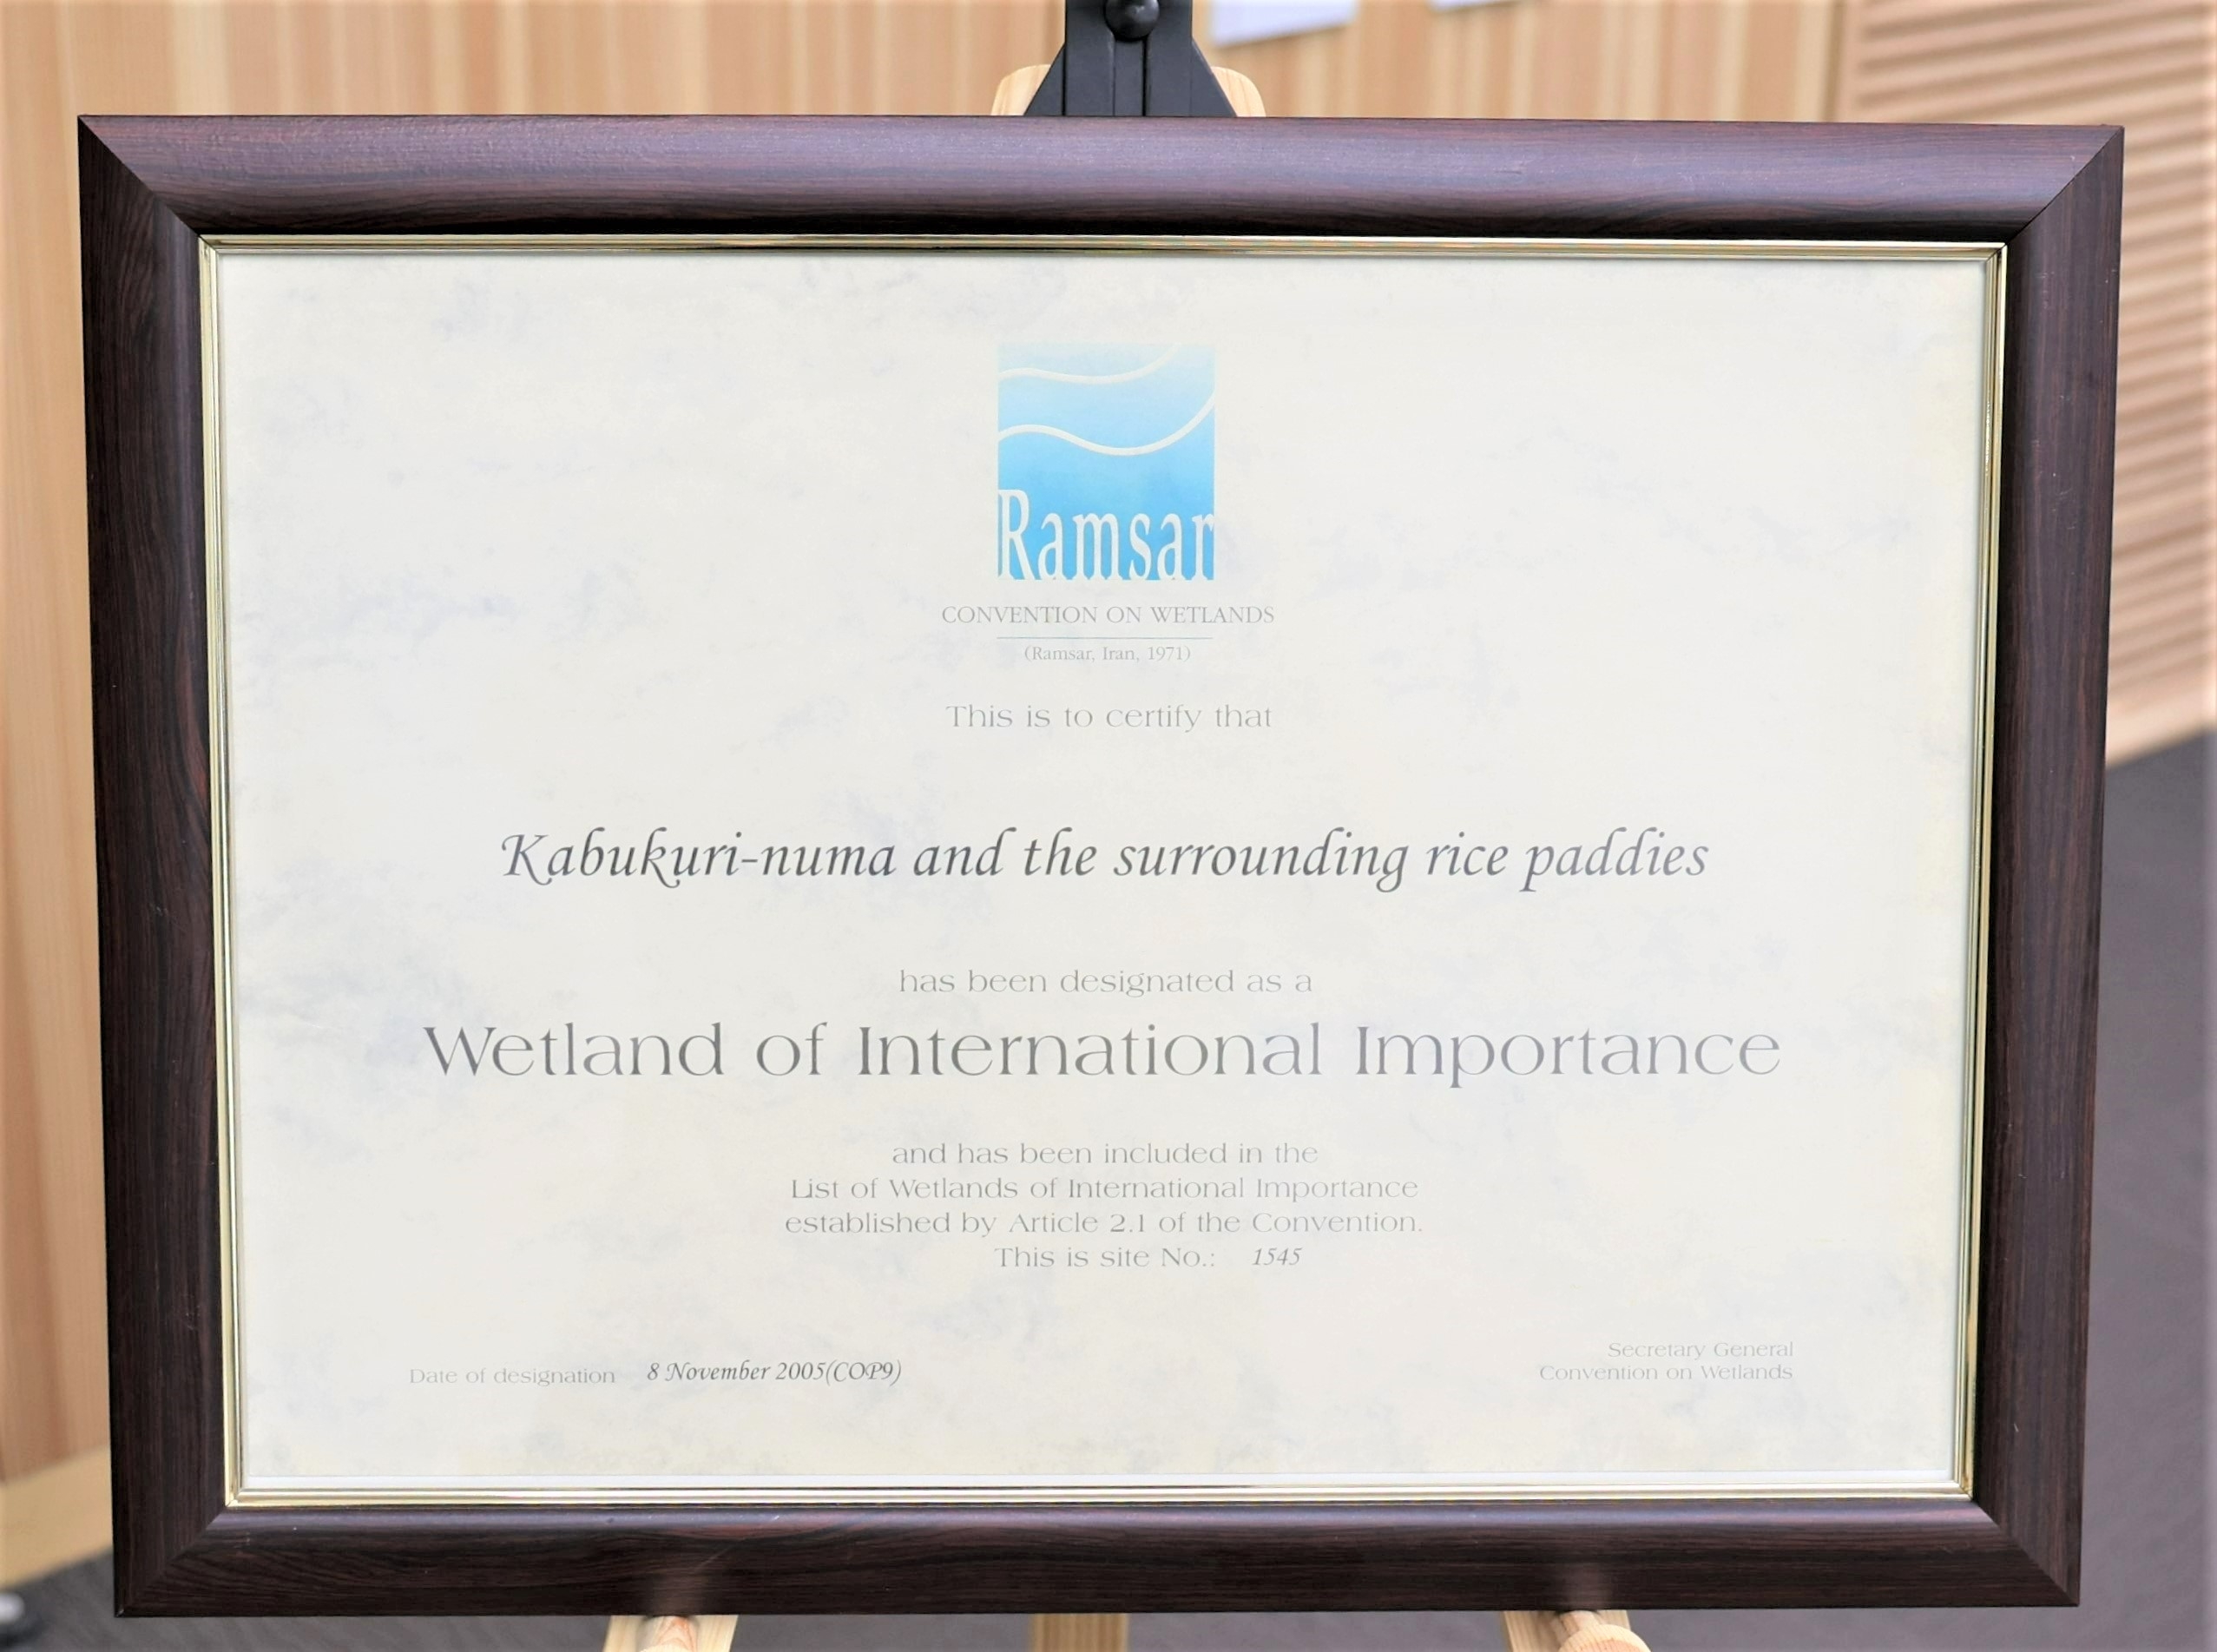 Ramsar
CONVENTION ON WETLANDS
(Ramsar, Iran, 1971)
This is to certify that
Kabukuri-numa and the surrounding rice paddies
has been designated as a
Wetland of International Importance
and has been included in the
List of Wetlands of International Importance
established by Article 2.1 of the Convention.
This is site No.: 1545
Date of designation 8 November 2005(COP9)
Secretary General
Convention on Wetlands